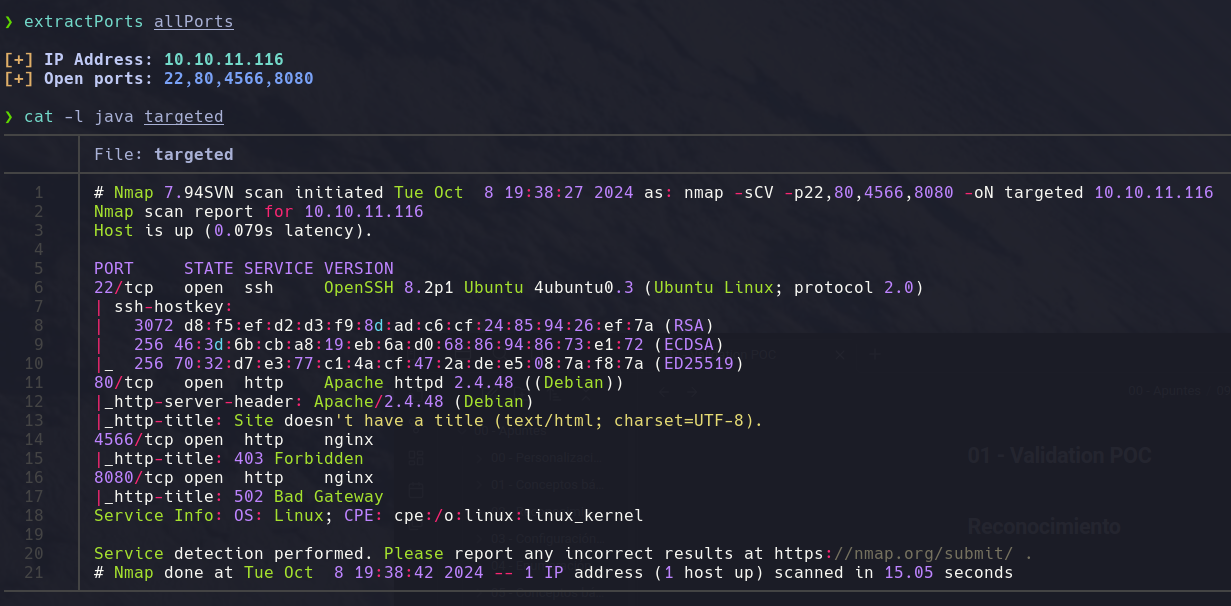 ❯ extractPorts allPorts
[+] IP Address: 10.10.11.116
[+] Open ports: 22,80,4566,8080
❯ cat -l java targeted
File: targeted
1 # Nmap 7.94SVN scan initiated Tue Oct  8 19:38:27 2024 as: nmap -sCV -p22,80,4566,8080 -oN targeted 10.10.11.116
2 Nmap scan report for 10.10.11.116
3 Host is up (0.079s latency).
4
5 PORT     STATE SERVICE VERSION
6 22/tcp   open  ssh     OpenSSH 8.2p1 Ubuntu 4ubuntu0.3 (Ubuntu Linux; protocol 2.0)
7 | ssh-hostkey:
8 |   3072 d8:f5:ef:d2:d3:f9:8d:ad:c6:cf:24:85:94:26:ef:7a (RSA)
9 |   256 46:3d:6b:cb:a8:19:eb:6a:d0:68:86:94:86:73:e1:72 (ECDSA)
10 |_  256 70:32:d7:e3:77:c1:4a:cf:47:2a:de:e5:08:7a:f8:7a (ED25519)
11 80/tcp   open  http    Apache httpd 2.4.48 ((Debian))
12 |_http-server-header: Apache/2.4.48 (Debian)
13 |_http-title: Site doesn't have a title (text/html; charset=UTF-8).
14 4566/tcp open  http    nginx
15 |_http-title: 403 Forbidden
16 8080/tcp open  http    nginx
17 |_http-title: 502 Bad Gateway
18 Service Info: OS: Linux; CPE: cpe:/o:linux:linux_kernel
19
20 Service detection performed. Please report any incorrect results at https://nmap.org/submit/ .
21 # Nmap done at Tue Oct  8 19:38:42 2024 -- 1 IP address (1 host up) scanned in 15.05 seconds
01 - Validation POC
Reconocimiento